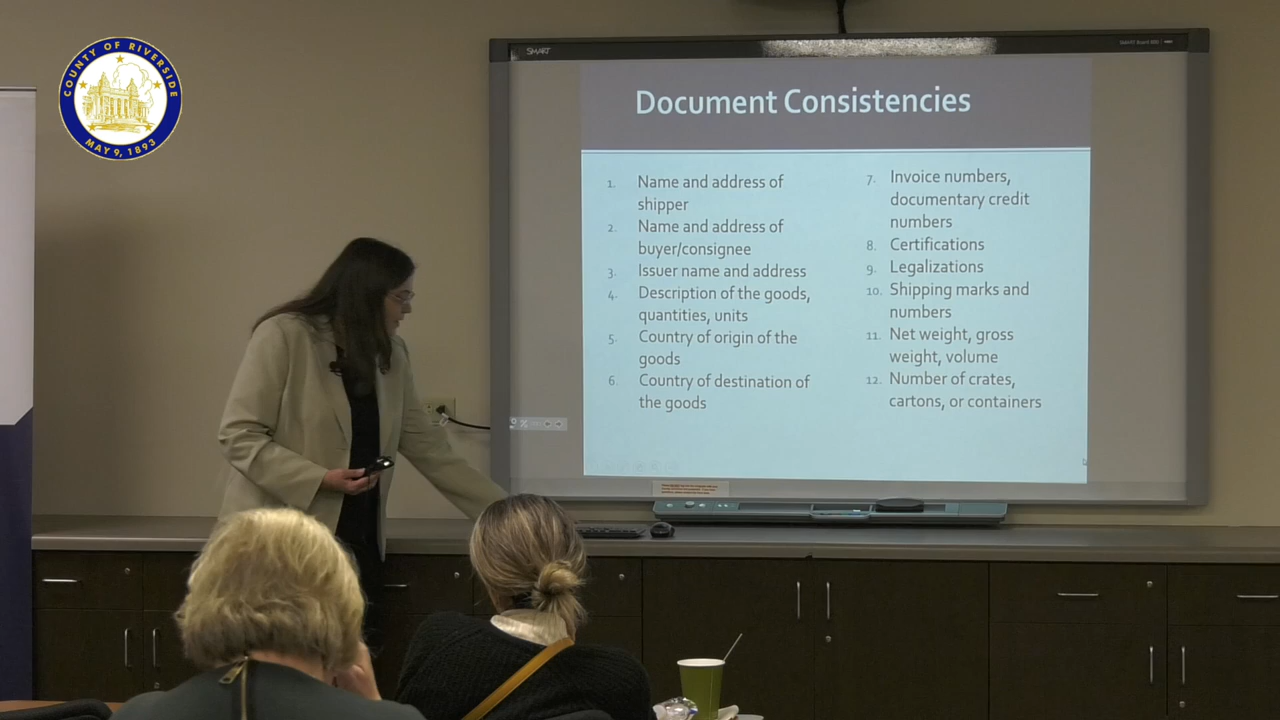 COUNTY OF RIVERSIDE
MAY 9, 1893
SMART
Document Consistencies
1. Name and address of
shipper
2. Name and address of
buyer/consignee
3. Issuer name and address
4. Description of the goods,
quantities, units
5. Country of origin of the
goods
6. Country of destination of
the goods
7. Invoice numbers,
documentary credit
numbers
8. Certifications
9. Legalizations
10. Shipping marks and
numbers
11. Net weight, gross
weight, volume
12. Number of crates,
cartons, or containers